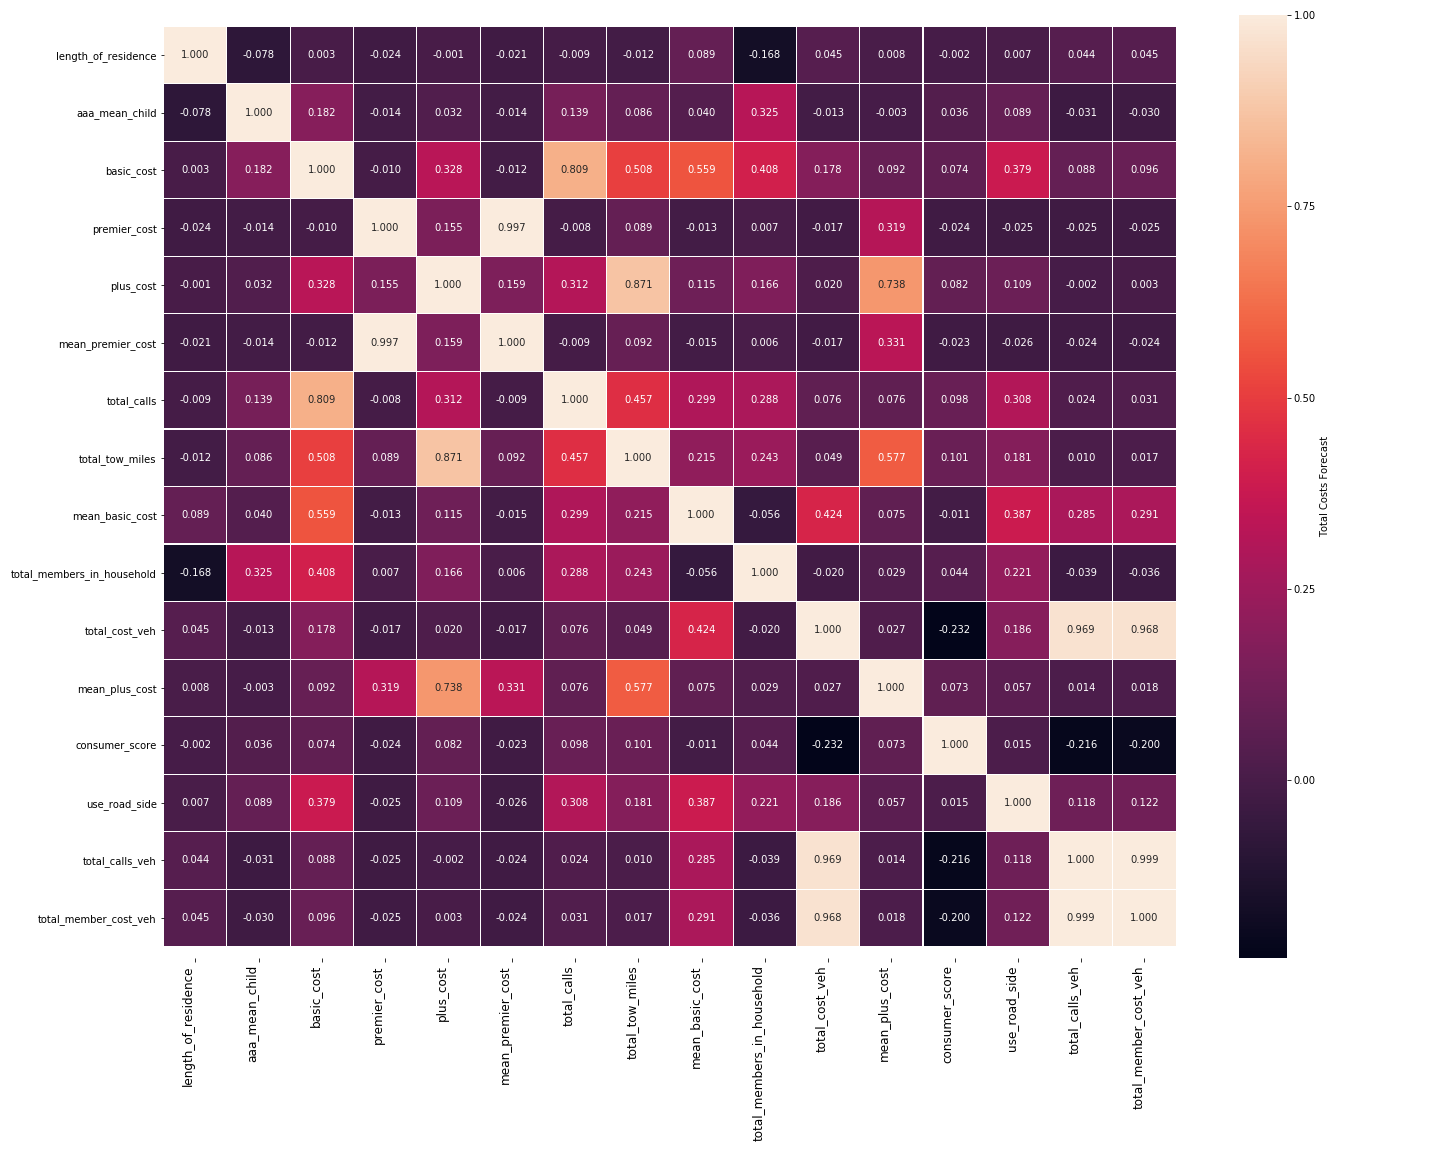 length_of_residence 1.000 -0.078 0.003 -0.024 -0.001 -0.021 -0.009 -0.012 0.089 -0.168 0.045 0.008 -0.002 0.007 0.044 0.045
aaa_mean_child -0.078 1.000 0.182 -0.014 0.032 -0.014 0.139 0.086 0.040 0.325 -0.013 -0.003 0.036 0.089 -0.031 -0.030
basic_cost 0.003 0.182 1.000 -0.010 0.328 -0.012 0.809 0.508 0.559 0.408 0.178 0.092 0.074 0.379 0.088 0.096
premier_cost -0.024 -0.014 -0.010 1.000 0.155 0.997 -0.008 0.089 -0.013 0.007 -0.017 0.319 -0.024 -0.025 -0.025 -0.025
plus_cost -0.001 0.032 0.328 0.155 1.000 0.159 0.312 0.871 0.115 0.166 0.020 0.738 0.082 0.109 -0.002 0.003
mean_premier_cost -0.021 -0.014 -0.012 0.997 0.159 1.000 -0.009 0.092 -0.015 0.006 -0.017 0.331 -0.023 -0.026 -0.024 -0.024
total_calls -0.009 0.139 0.809 -0.008 0.312 -0.009 1.000 0.457 0.299 0.288 0.076 0.076 0.098 0.308 0.024 0.031
total_tow_miles -0.012 0.086 0.508 0.089 0.871 0.092 0.457 1.000 0.215 0.243 0.049 0.577 0.101 0.181 0.010 0.017
mean_basic_cost 0.089 0.040 0.559 -0.013 0.115 -0.015 0.299 0.215 1.000 -0.056 0.424 0.075 -0.011 0.387 0.285 0.291
total_members_in_household -0.168 0.325 0.408 0.007 0.166 0.006 0.288 0.243 -0.056 1.000 -0.020 0.029 0.044 0.221 -0.039 -0.036
total_cost_veh 0.045 -0.013 0.178 -0.017 0.020 -0.017 0.076 0.049 0.424 -0.020 1.000 0.027 -0.232 0.186 0.969 0.968
mean_plus_cost 0.008 -0.003 0.092 0.319 0.738 0.331 0.076 0.577 0.075 0.029 0.027 1.000 0.073 0.057 0.014 0.018
consumer_score -0.002 0.036 0.074 -0.024 0.082 -0.023 0.098 0.101 -0.011 0.044 -0.232 0.073 1.000 0.015 -0.216 -0.200
use_road_side 0.007 0.089 0.379 -0.025 0.109 -0.026 0.308 0.181 0.387 0.221 0.186 0.057 0.015 1.000 0.118 0.122
total_calls_veh 0.044 -0.031 0.088 -0.025 -0.002 -0.024 0.024 0.010 0.285 -0.039 0.969 0.014 -0.216 0.118 1.000 0.999
total_member_cost_veh 0.045 -0.030 0.096 -0.025 0.003 -0.024 0.031 0.017 0.291 -0.036 0.968 0.018 -0.200 0.122 0.999 1.000
length_of_residence
aaa_mean_child
basic_cost
premier_cost
plus_cost
mean_premier_cost
total_calls
total_tow_miles
mean_basic_cost
total_members_in_household
total_cost_veh
mean_plus_cost
consumer_score
use_road_side
total_calls_veh
total_member_cost_veh
1.00
0.75
0.50
0.25
0.00
Total Costs Forecast